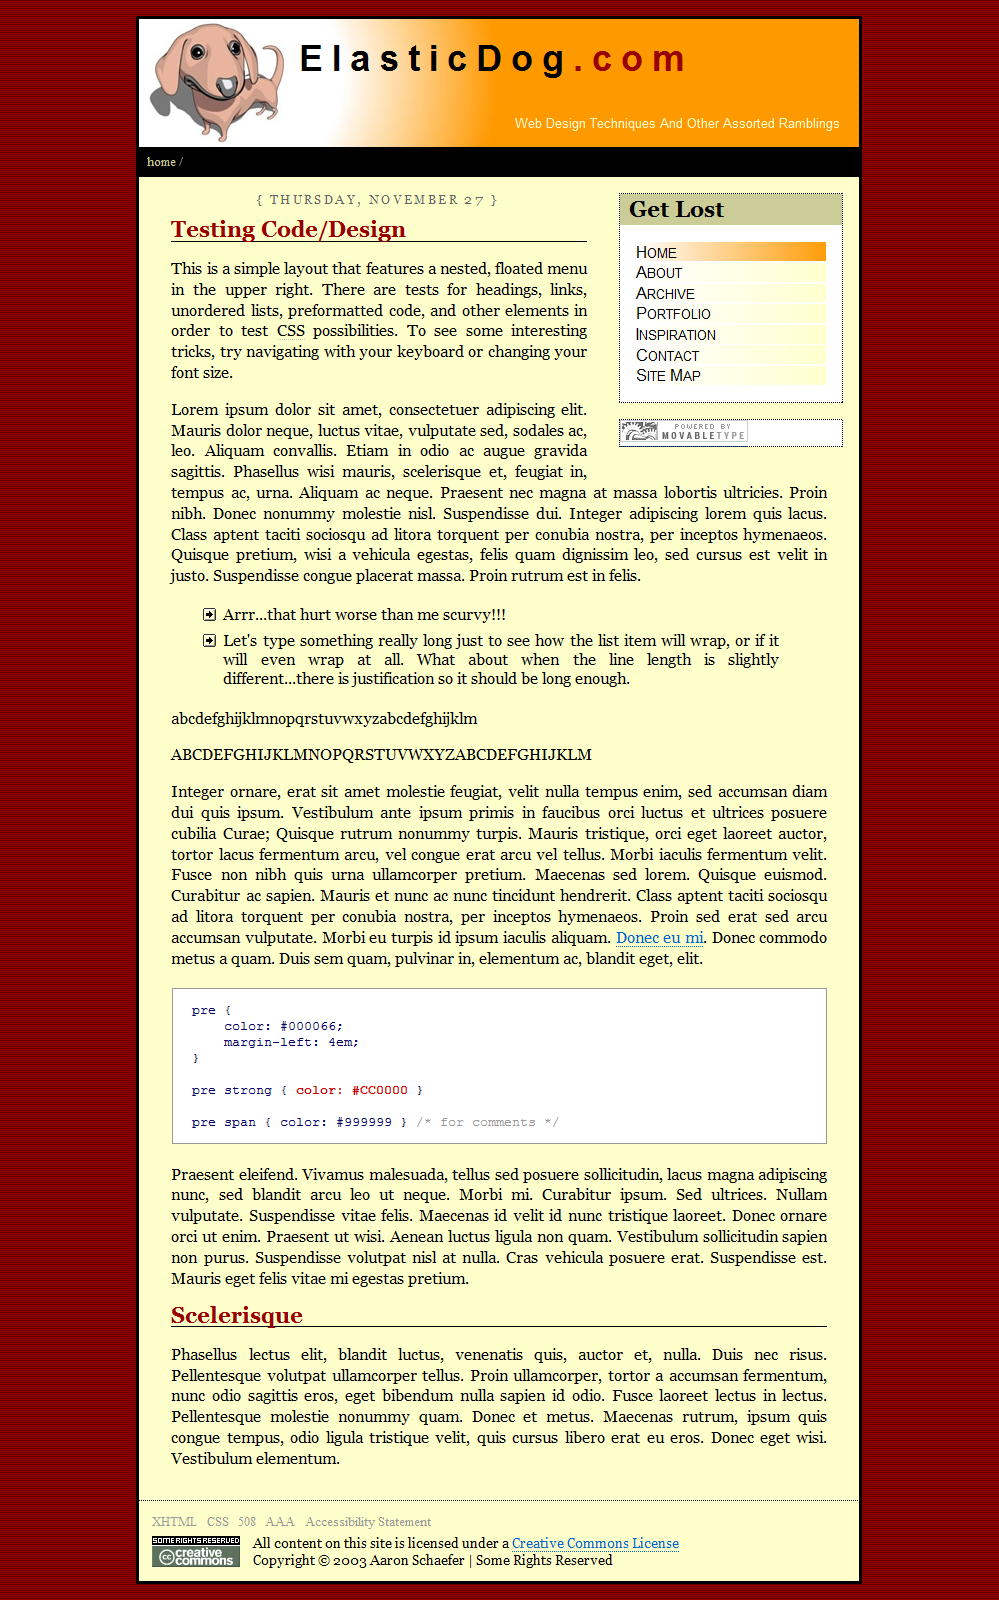 ElasticDog.com
Web Design Techniques And Other Assorted Ramblings
home /
{ THURSDAY, NOVEMBER 27 }
Testing Code/Design
This is a simple layout that features a nested, floated menu
in the upper right. There are tests for headings, links,
unordered lists, preformatted code, and other elements in
order to test CSS possibilities. To see some interesting
tricks, try navigating with your keyboard or changing your
font size.
Get Lost
HOME
ABOUT
ARCHIVE
PORTFOLIO
INSPIRATION
CONTACT
SITE MAP
POWERED BY
MOVABLETYPE
Lorem ipsum dolor sit amet, consectetuer adipiscing elit.
Mauris dolor neque, luctus vitae, vulputate sed, sodales ac,
leo. Aliquam convallis. Etiam in odio ac augue gravida
sagittis. Phasellus wisi mauris, scelerisque et, feugiat in,
tempus ac, urna. Aliquam ac neque. Praesent nec magna at massa lobortis ultricies. Proin
nibh. Donec nonummy molestie nisl. Suspendisse dui. Integer adipiscing lorem quis lacus.
Class aptent taciti sociosqu ad litora torquent per conubia nostra, per inceptos hymenaeos.
Quisque pretium, wisi a vehicula egestas, felis quam dignissim leo, sed cursus est velit in
justo. Suspendisse congue placerat massa. Proin rutrum est in felis.
Arrr...that hurt worse than me scurvy!!!
Let's type something really long just to see how the list item will wrap, or if it
will even wrap at all. What about when the line length is slightly
different...there is justification so it should be long enough.
abcdefghijklmnopqrstuvwxyzabcdefghijklm
ABCDEFGHIJKLMNOPQRSTUVWXYZABCDEFGHIJKLM
Integer ornare, erat sit amet molestie feugiat, velit nulla tempus enim, sed accumsan diam
dui quis ipsum. Vestibulum ante ipsum primis in faucibus orci luctus et ultrices posuere
cubilia Curae; Quisque rutrum nonummy turpis. Mauris tristique, orci eget laoreet auctor,
tortor lacus fermentum arcu, vel congue erat arcu vel tellus. Morbi iaculis fermentum velit.
Fusce non nibh quis urna ullamcorper pretium. Maecenas sed lorem. Quisque euismod.
Curabitur ac sapien. Mauris et nunc ac nunc tincidunt hendrerit. Class aptent taciti sociosqu
ad litora torquent per conubia nostra, per inceptos hymenaeos. Proin sed erat sed arcu
accumsan vulputate. Morbi eu turpis id ipsum iaculis aliquam. Donec eu mi. Donec commodo
metus a quam. Duis sem quam, pulvinar in, elementum ac, blandit eget, elit.
pre {
    color: #000066;
    margin-left: 4em;
}
pre strong { color: #CC0000 }
pre span { color: #999999 } /* for comments */
Praesent eleifend. Vivamus malesuada, tellus sed posuere sollicitudin, lacus magna adipiscing
nunc, sed blandit arcu leo ut neque. Morbi mi. Curabitur ipsum. Sed ultrices. Nullam
vulputate. Suspendisse vitae felis. Maecenas id velit id nunc tristique laoreet. Donec ornare
orci ut enim. Praesent ut wisi. Aenean luctus ligula non quam. Vestibulum sollicitudin sapien
non purus. Suspendisse volutpat nisl at nulla. Cras vehicula posuere erat. Suspendisse est.
Mauris eget felis vitae mi egestas pretium.
Scelerisque
Phasellus lectus elit, blandit luctus, venenatis quis, auctor et, nulla. Duis nec risus.
Pellentesque volutpat ullamcorper tellus. Proin ullamcorper, tortor a accumsan fermentum,
nunc odio sagittis eros, eget bibendum nulla sapien id odio. Fusce laoreet lectus in lectus.
Pellentesque molestie nonummy quam. Donec et metus. Maecenas rutrum, ipsum quis
congue tempus, odio ligula tristique velit, quis cursus libero erat eu eros. Donec eget wisi.
Vestibulum elementum.
XHTML CSS 508 AAA Accessibility Statement
SOME RIGHTS RESERVED
creative
commons
All content on this site is licensed under a Creative Commons License
Copyright © 2003 Aaron Schaefer | Some Rights Reserved